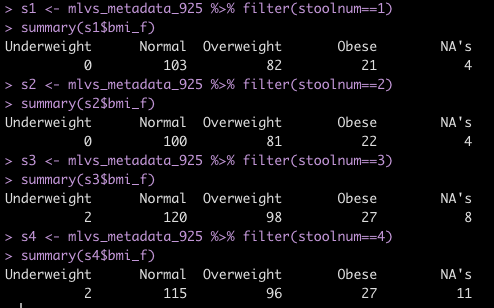 > s1 <- mlvs_metadata_925 %>% filter(stoolnum==1)
> summary(s1$bmi_f)
Underweight Normal Overweight Obese NA's
0 103 82 21 4
> s2 <- mlvs_metadata_925 %>% filter(stoolnum==2)
> summary(s2$bmi_f)
Underweight Normal Overweight Obese NA's
0 100 81 22 4
> s3 <- mlvs_metadata_925 %>% filter(stoolnum==3)
> summary(s3$bmi_f)
Underweight Normal Overweight Obese NA's
2 120 98 27 8
> s4 <- mlvs_metadata_925 %>% filter(stoolnum==4)
> summary(s4$bmi_f)
Underweight Normal Overweight Obese NA's
2 115 96 27 11